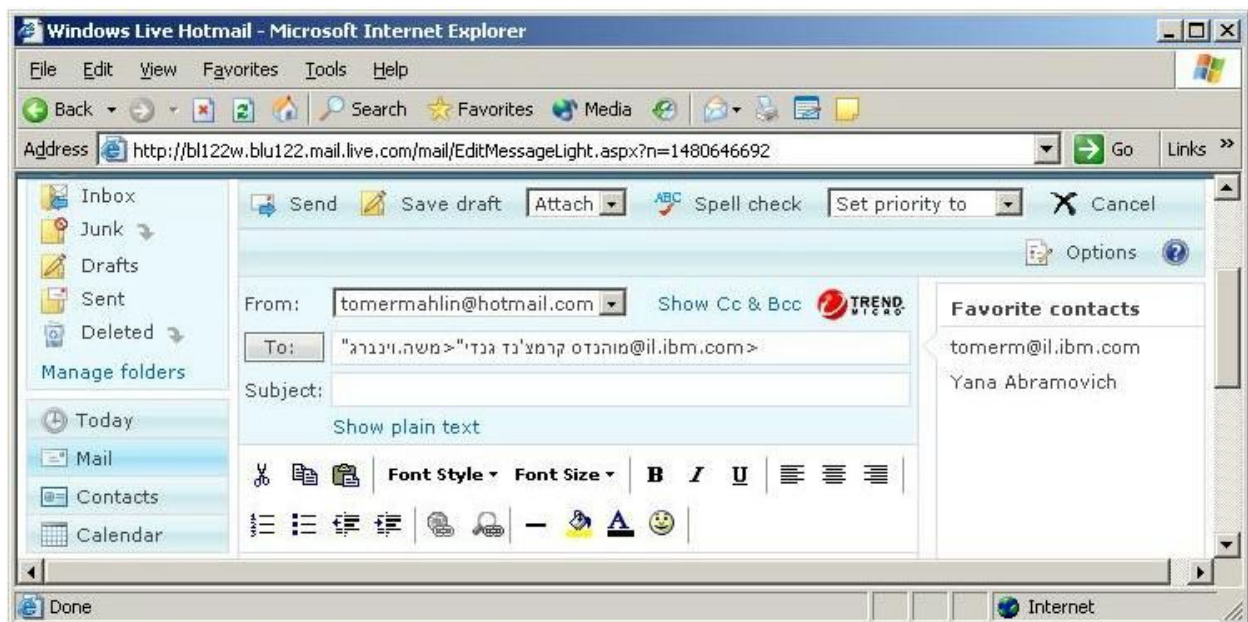 Windows Live Hotmail - Microsoft Internet Explorer
File Edit View Favorites Tools Help
Back Search Favorites Media
Address http://bl122w.blu122.mail.live.com/mail/EditMessageLight.aspx?n=1480646692 Go Links »
Inbox
Junk
Drafts
Sent
Deleted
Manage folders
Today
Mail
Contacts
Calendar
Send Save draft Attach ABC Spell check Set priority to Cancel
Options
From: tomermahlin@hotmail.com Show Cc & Bcc TREND MICRO
To: "מוהנדס קרמצ'נד גנדי"<משה.וינברג@il.ibm.com>
Subject:
Show plain text
Font Style Font Size B I U
A
Favorite contacts
tomerm@il.ibm.com
Yana Abramovich
Done Internet